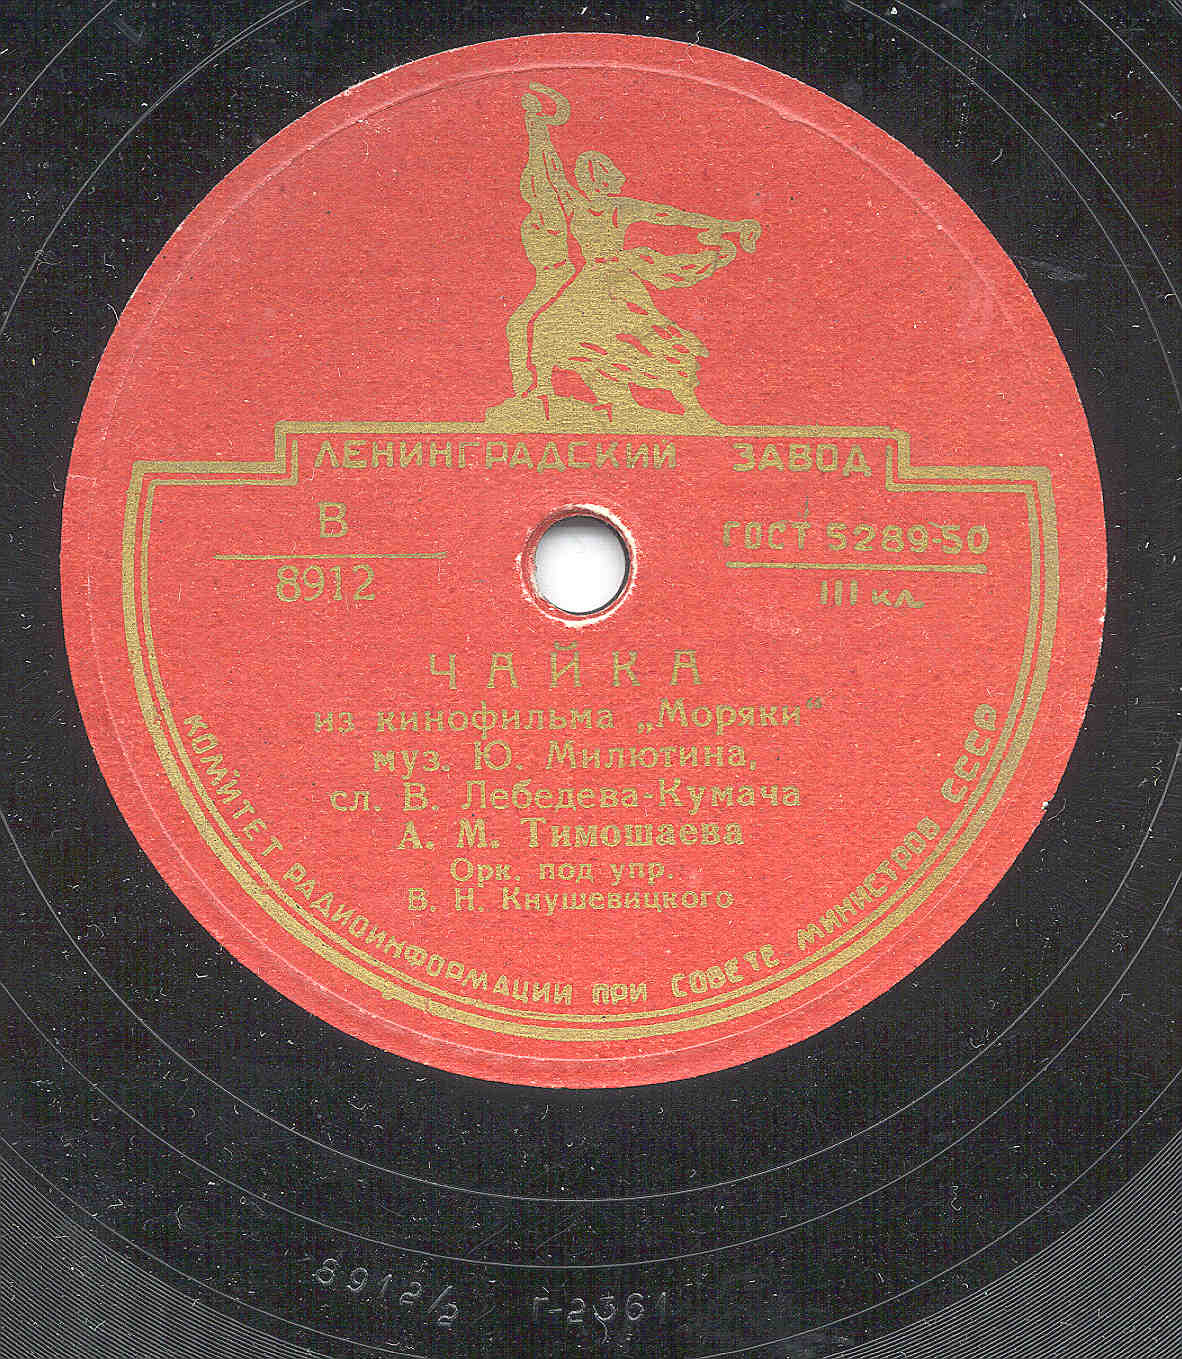 ЛЕНИНГРАДСКИЙ ЗАВОД
В
8912
ГОСТ 5289-50
III кл.
ЧАЙКА
из кинофильма „Моряки“
муз. Ю. Милютина,
сл. В. Лебедева-Кумача
А. М. Тимошаева
Орк. под упр.
В. Н. Кнушевицкого
КОМИТЕТ РАДИОИНФОРМАЦИИ ПРИ СОВЕТЕ МИНИСТРОВ СССР
8912/2